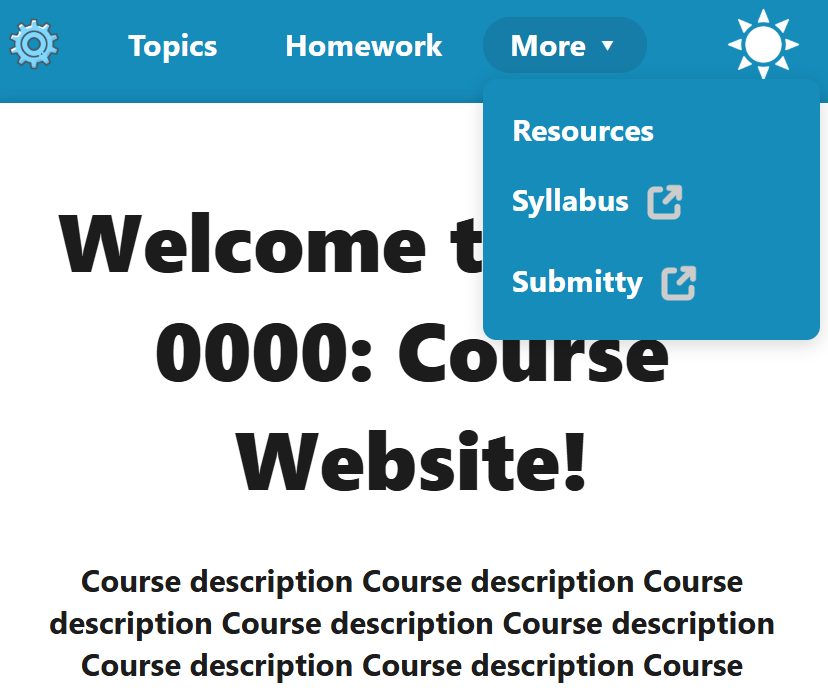 Topics Homework More ▼
Resources
Syllabus
Submitty
Welcome t
0000: Course
Website!
Course description Course description Course
description Course description Course description
Course description Course description Course